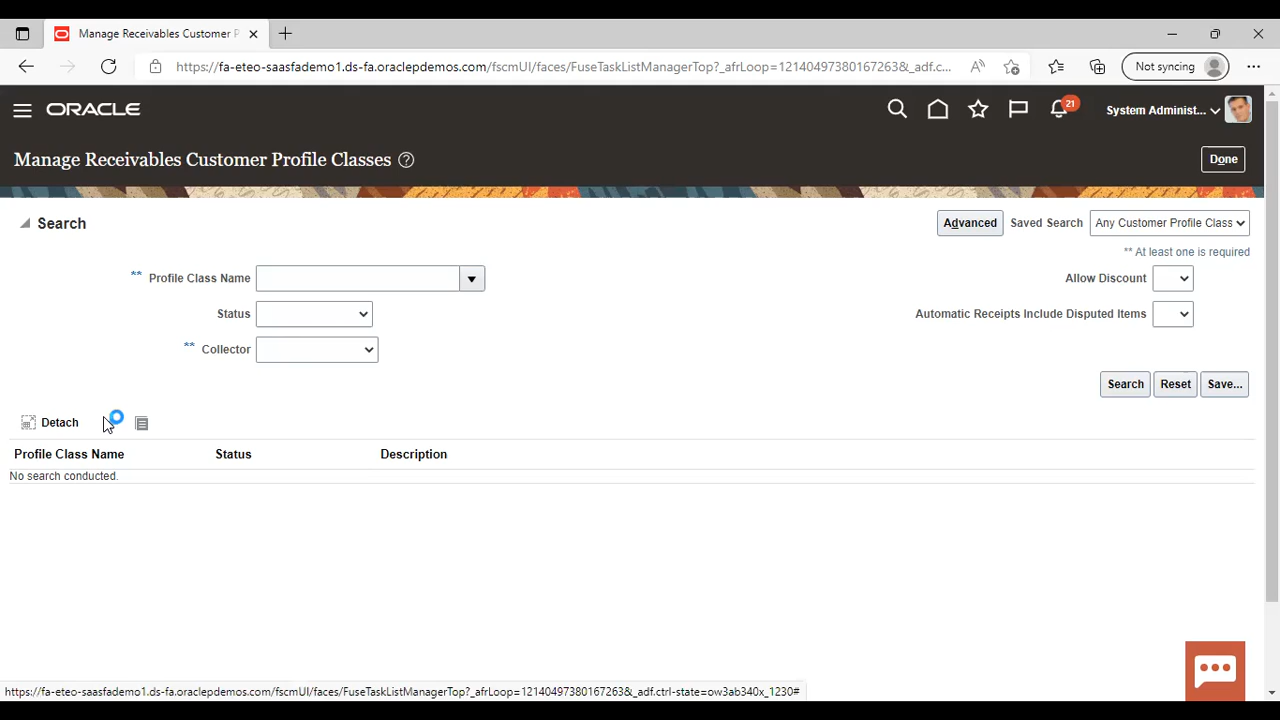 Manage Receivables Customer P
https://fa-eteo-saasfademo1.ds-fa.oraclepdemos.com/fscmUI/faces/FuseTaskListManagerTop?_afrLoop=12140497380167263&_adf.c...
Not syncing
ORACLE
21
System Administ...
Manage Receivables Customer Profile Classes
Done
Search
Advanced
Saved Search
Any Customer Profile Class
** At least one is required
** Profile Class Name
Allow Discount
Status
Automatic Receipts Include Disputed Items
** Collector
Search
Reset
Save...
Detach
Profile Class Name
Status
Description
No search conducted.
https://fa-eteo-saasfademo1.ds-fa.oraclepdemos.com/fscmUI/faces/FuseTaskListManagerTop?_afrLoop=12140497380167263&_adf.ctrl-state=ow3ab340x_1230#